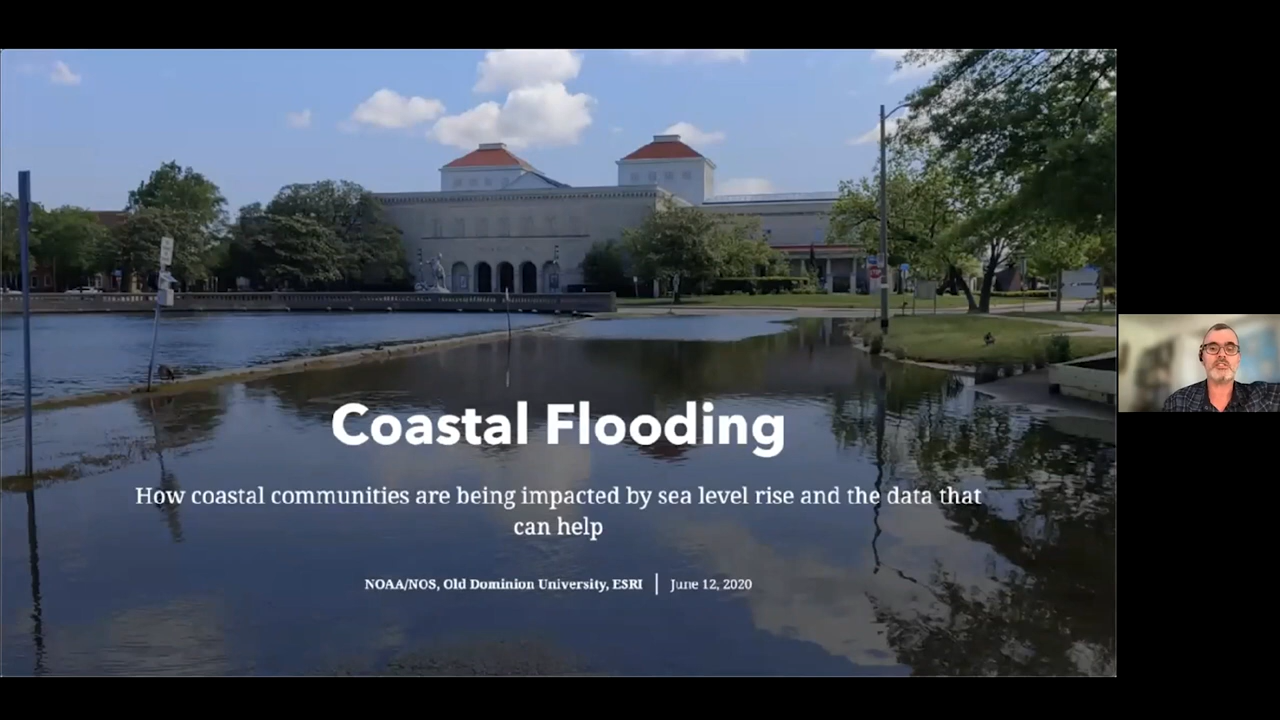 Coastal Flooding
How coastal communities are being impacted by sea level rise and the data that
can help
NOAA/NOS, Old Dominion University, ESRI | June 12, 2020